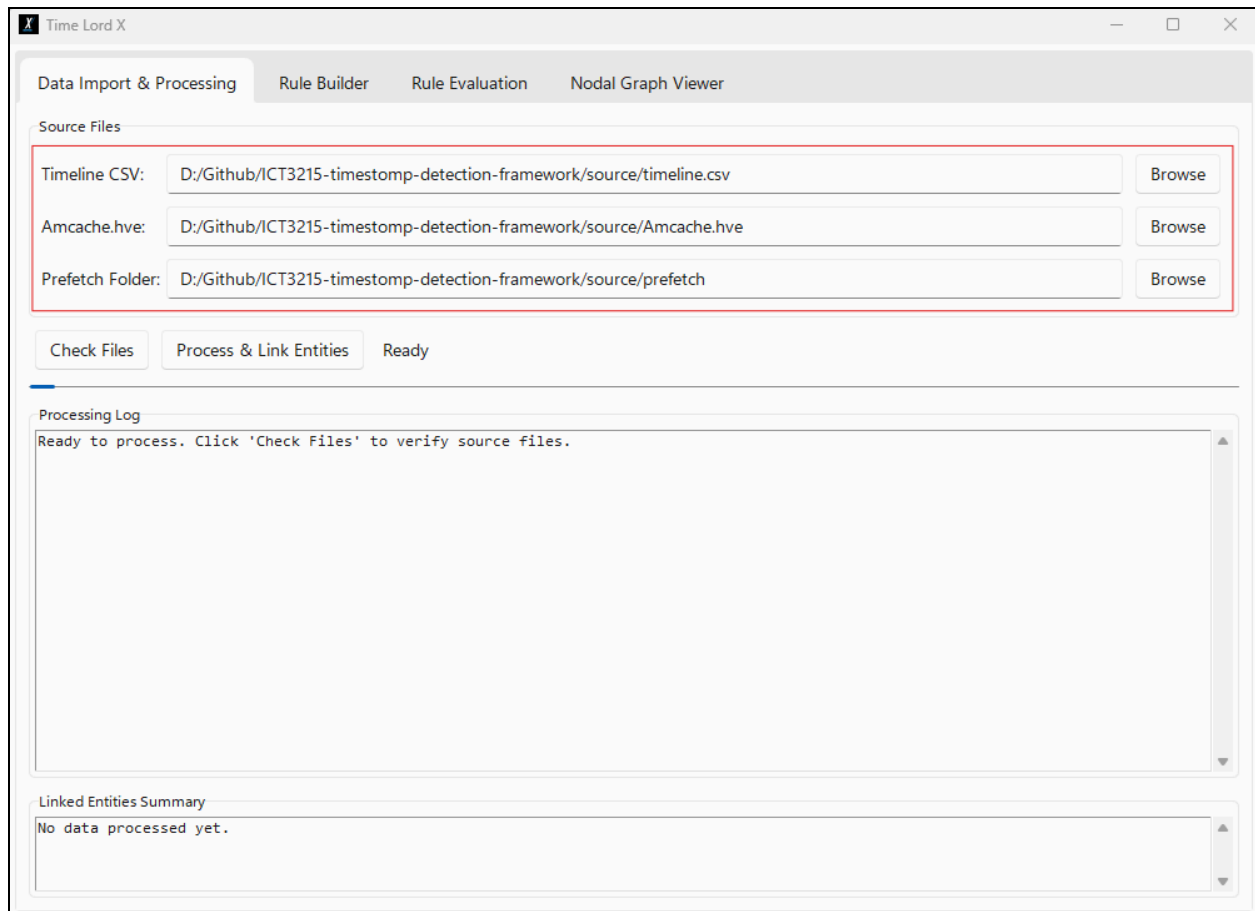 Time Lord X
Data Import & Processing Rule Builder Rule Evaluation Nodal Graph Viewer
Source Files
Timeline CSV: D:/Github/ICT3215-timestomp-detection-framework/source/timeline.csv Browse
Amcache.hve: D:/Github/ICT3215-timestomp-detection-framework/source/Amcache.hve Browse
Prefetch Folder: D:/Github/ICT3215-timestomp-detection-framework/source/prefetch Browse
Check Files Process & Link Entities Ready
Processing Log
Ready to process. Click 'Check Files' to verify source files.
Linked Entities Summary
No data processed yet.